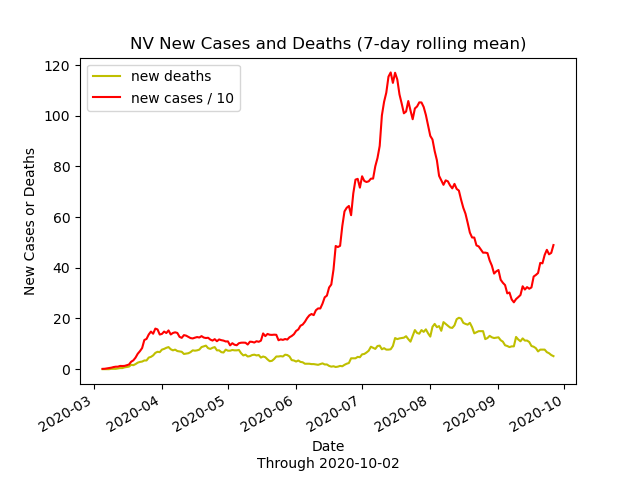 NV New Cases and Deaths (7-day rolling mean)
new deaths
new cases / 10
New Cases or Deaths
120
100
80
60
40
20
0
2020-03
2020-04
2020-05
2020-06
2020-07
2020-08
2020-09
2020-10
Date
Through 2020-10-02